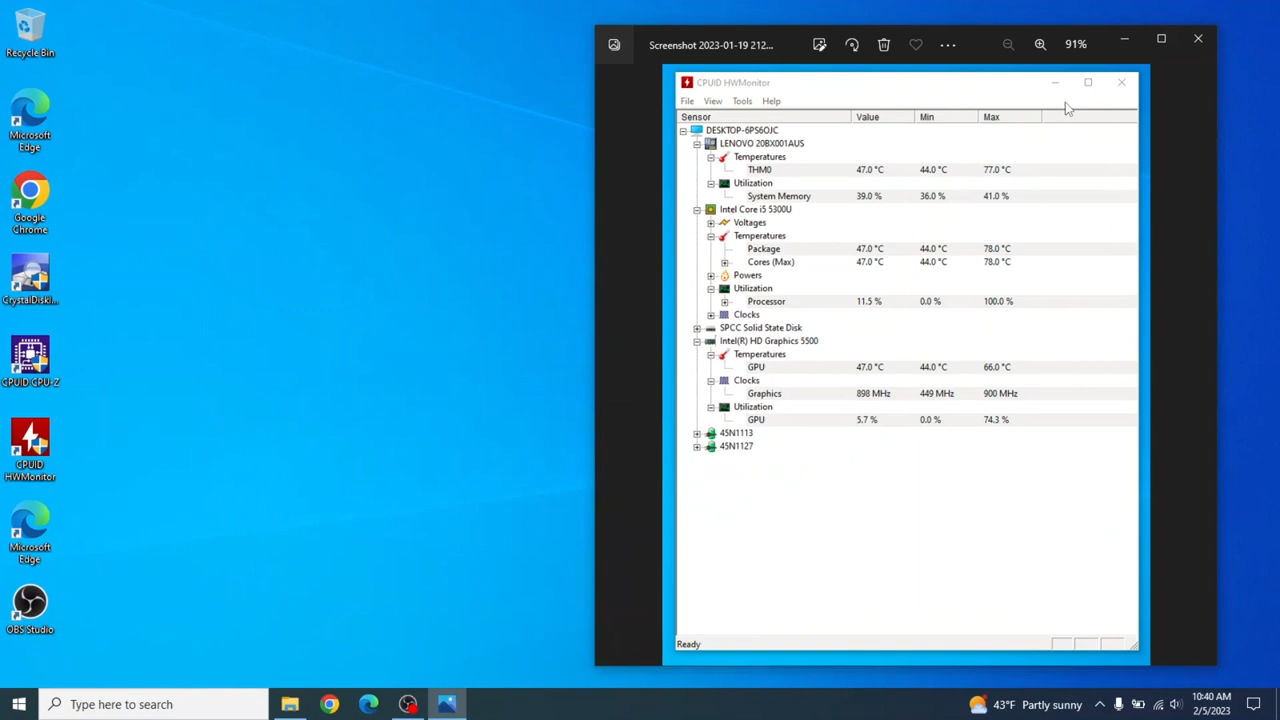 Recycle Bin
Microsoft
Edge
Google
Chrome
CrystalDiskI...
CPUID CPU-Z
CPUID
HWMonitor
Microsoft
Edge
OBS Studio
Screenshot 2023-01-19 212...
91%
CPUID HWMonitor
File View Tools Help
Sensor Value Min Max
DESKTOP-6PS6OJC
LENOVO 20BX001AUS
Temperatures
THM0 47.0 °C 44.0 °C 77.0 °C
Utilization
System Memory 39.0 % 36.0 % 41.0 %
Intel Core i5 5300U
Voltages
Temperatures
Package 47.0 °C 44.0 °C 78.0 °C
Cores (Max) 47.0 °C 44.0 °C 78.0 °C
Powers
Utilization
Processor 11.5 % 0.0 % 100.0 %
Clocks
SPCC Solid State Disk
Intel(R) HD Graphics 5500
Temperatures
GPU 47.0 °C 44.0 °C 66.0 °C
Clocks
Graphics 898 MHz 449 MHz 900 MHz
Utilization
GPU 5.7 % 0.0 % 74.3 %
45N1113
45N1127
Ready
Type here to search
43°F Partly sunny
10:40 AM
2/5/2023